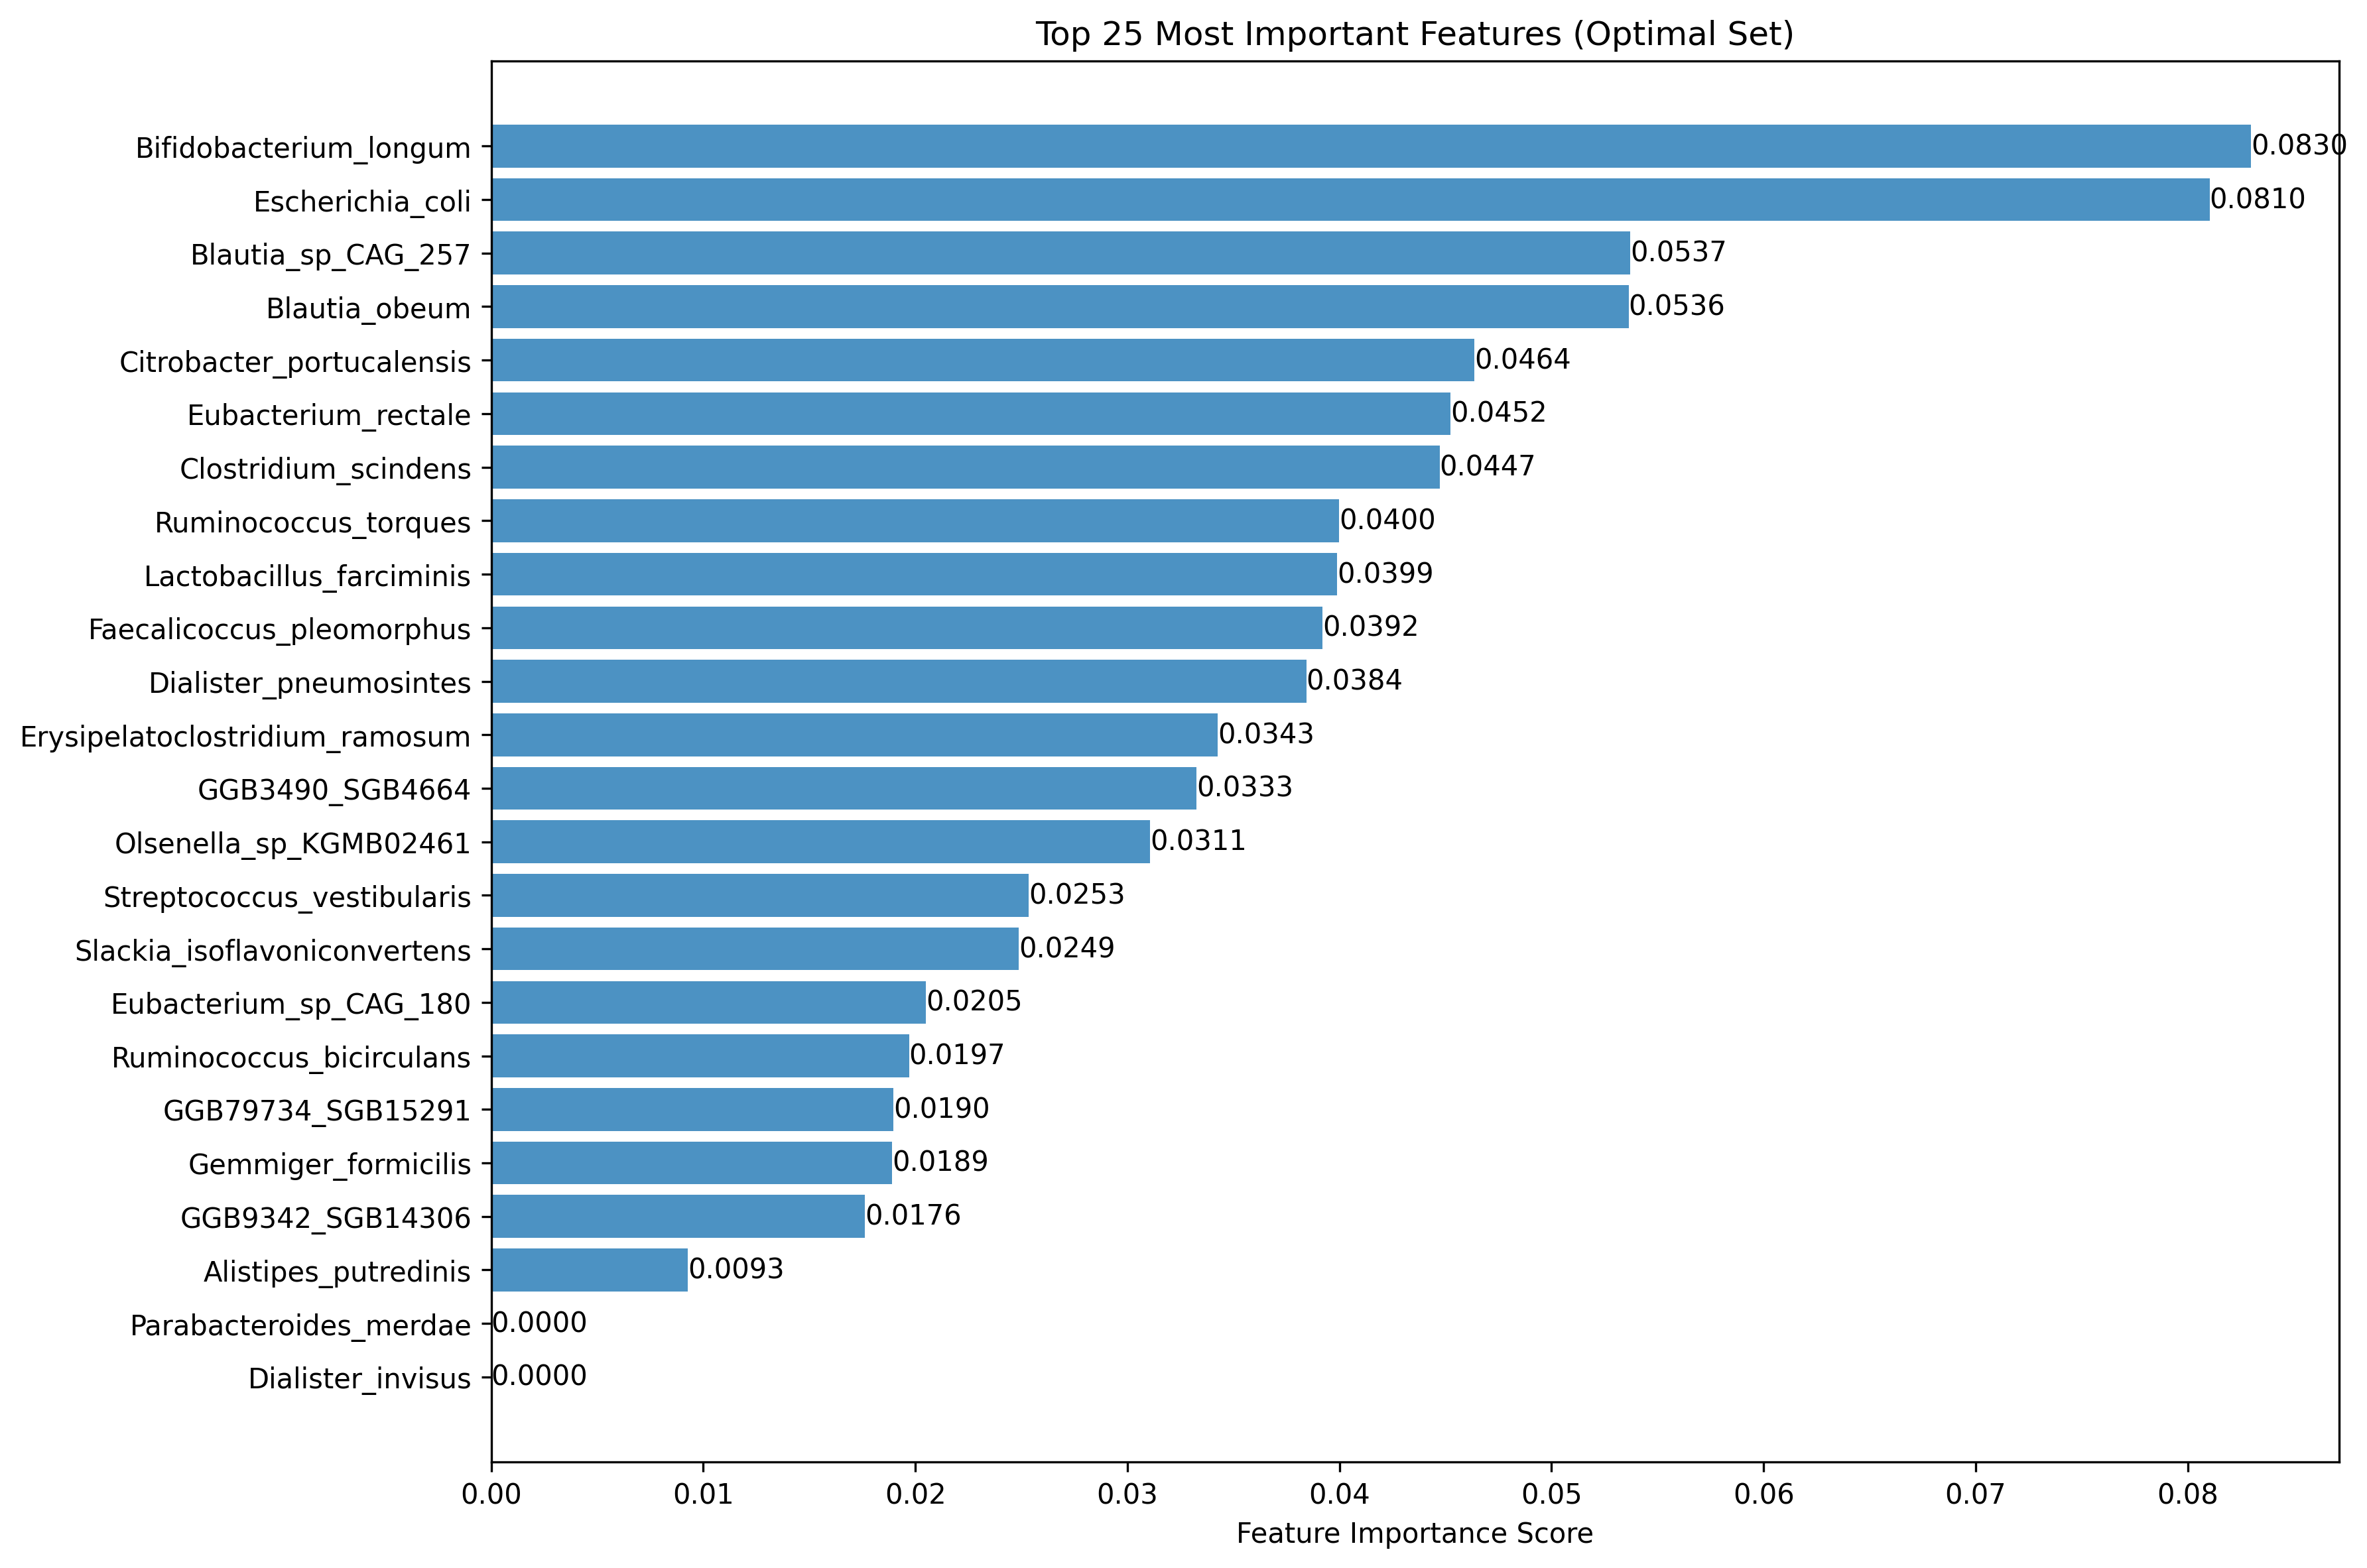 Top 25 Most Important Features (Optimal Set)
Bifidobacterium_longum 0.0830
Escherichia_coli 0.0810
Blautia_sp_CAG_257 0.0537
Blautia_obeum 0.0536
Citrobacter_portucalensis 0.0464
Eubacterium_rectale 0.0452
Clostridium_scindens 0.0447
Ruminococcus_torques 0.0400
Lactobacillus_farciminis 0.0399
Faecalicoccus_pleomorphus 0.0392
Dialister_pneumosintes 0.0384
Erysipelatoclostridium_ramosum 0.0343
GGB3490_SGB4664 0.0333
Olsenella_sp_KGMB02461 0.0311
Streptococcus_vestibularis 0.0253
Slackia_isoflavoniconvertens 0.0249
Eubacterium_sp_CAG_180 0.0205
Ruminococcus_bicirculans 0.0197
GGB79734_SGB15291 0.0190
Gemmiger_formicilis 0.0189
GGB9342_SGB14306 0.0176
Alistipes_putredinis 0.0093
Parabacteroides_merdae 0.0000
Dialister_invisus 0.0000
0.00 0.01 0.02 0.03 0.04 0.05 0.06 0.07 0.08
Feature Importance Score